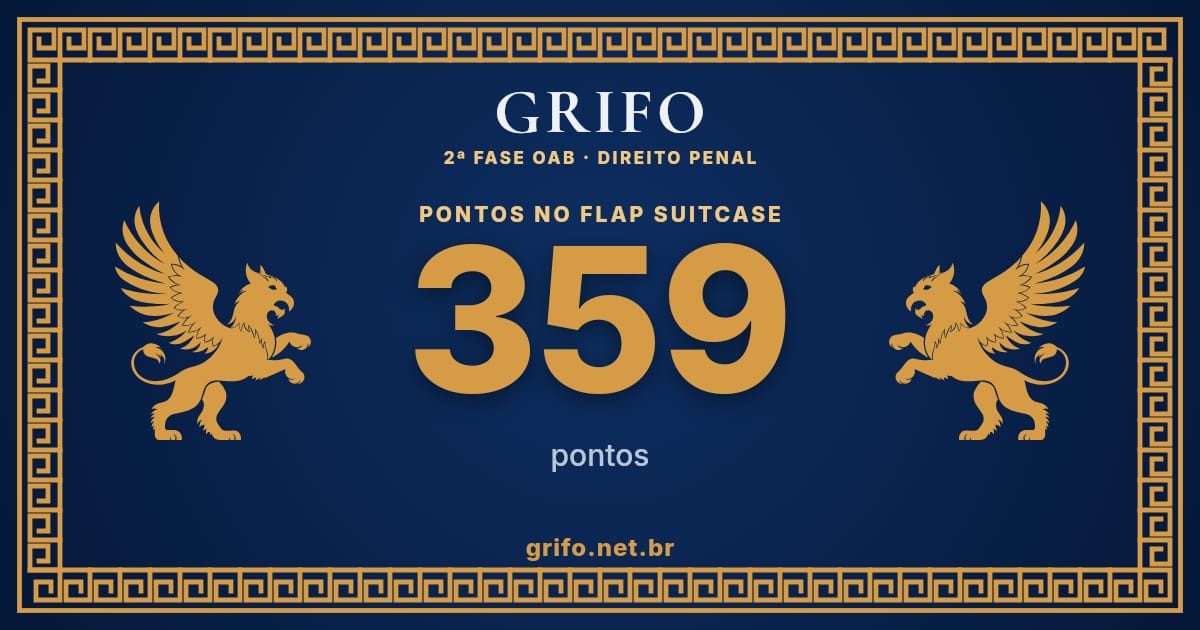 GRIFO
2ª FASE OAB · DIREITO PENAL
PONTOS NO FLAP SUITCASE
359
pontos
grifo.net.br